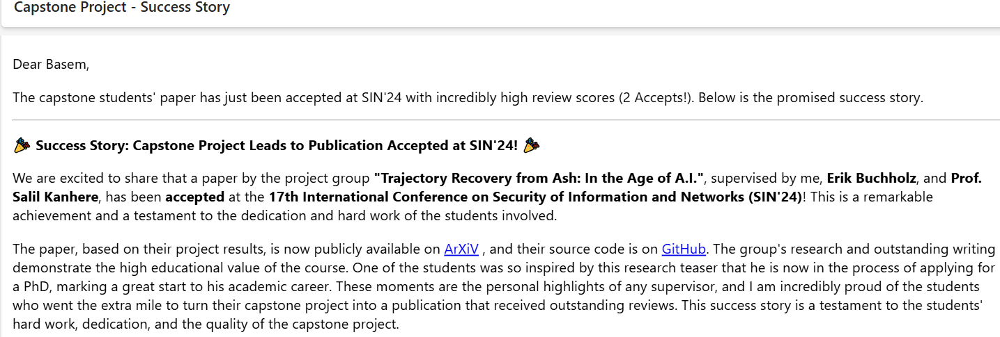 Capstone Project - Success Story
Dear Basem,
The capstone students' paper has just been accepted at SIN'24 with incredibly high review scores (2 Accepts!). Below is the promised success story.
Success Story: Capstone Project Leads to Publication Accepted at SIN'24!
We are excited to share that a paper by the project group "Trajectory Recovery from Ash: In the Age of A.I.", supervised by me, Erik Buchholz, and Prof.
Salil Kanhere, has been accepted at the 17th International Conference on Security of Information and Networks (SIN'24)! This is a remarkable
achievement and a testament to the dedication and hard work of the students involved.
The paper, based on their project results, is now publicly available on ArXiV , and their source code is on GitHub. The group's research and outstanding writing
demonstrate the high educational value of the course. One of the students was so inspired by this research teaser that he is now in the process of applying for
a PhD, marking a great start to his academic career. These moments are the personal highlights of any supervisor, and I am incredibly proud of the students
who went the extra mile to turn their capstone project into a publication that received outstanding reviews. This success story is a testament to the students'
hard work, dedication, and the quality of the capstone project.